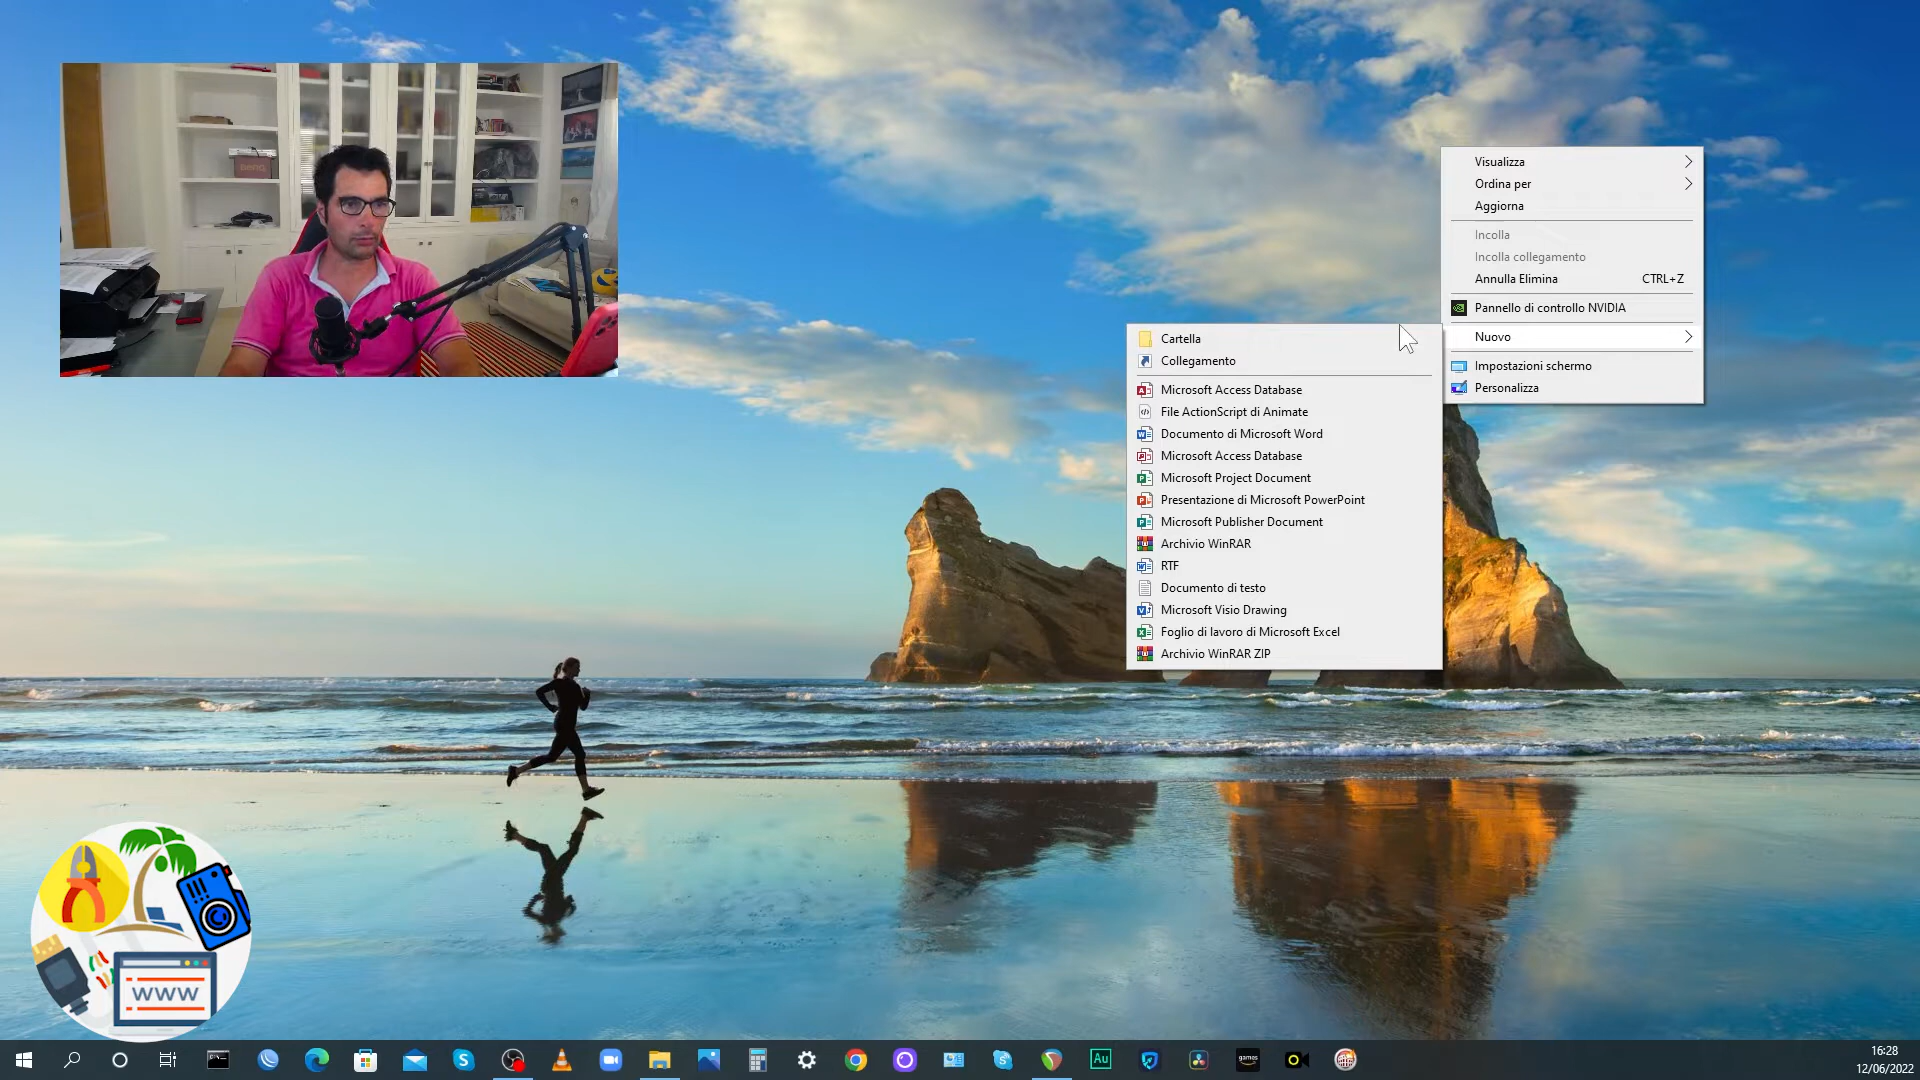 BenQ
Visualizza
Ordina per
Aggiorna
Incolla
Incolla collegamento
Annulla Elimina CTRL+Z
Pannello di controllo NVIDIA
Nuovo
Impostazioni schermo
Personalizza
Cartella
Collegamento
Microsoft Access Database
File ActionScript di Animate
Documento di Microsoft Word
Microsoft Access Database
Microsoft Project Document
Presentazione di Microsoft PowerPoint
Microsoft Publisher Document
Archivio WinRAR
RTF
Documento di testo
Microsoft Visio Drawing
Foglio di lavoro di Microsoft Excel
Archivio WinRAR ZIP
WWW
Au
games
16:28
12/06/2022